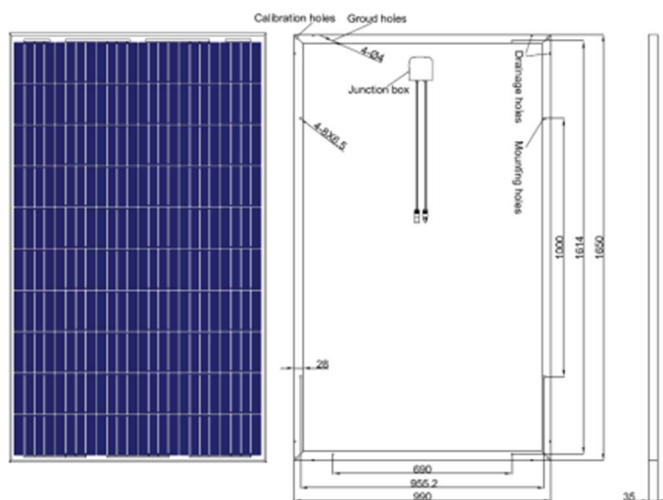 Calibration holes
Groud holes
4-Ø4
Junction box
Drainage holes
4-8X6.5
Mounting holes
1000
1614
1650
28
690
955.2
990
35